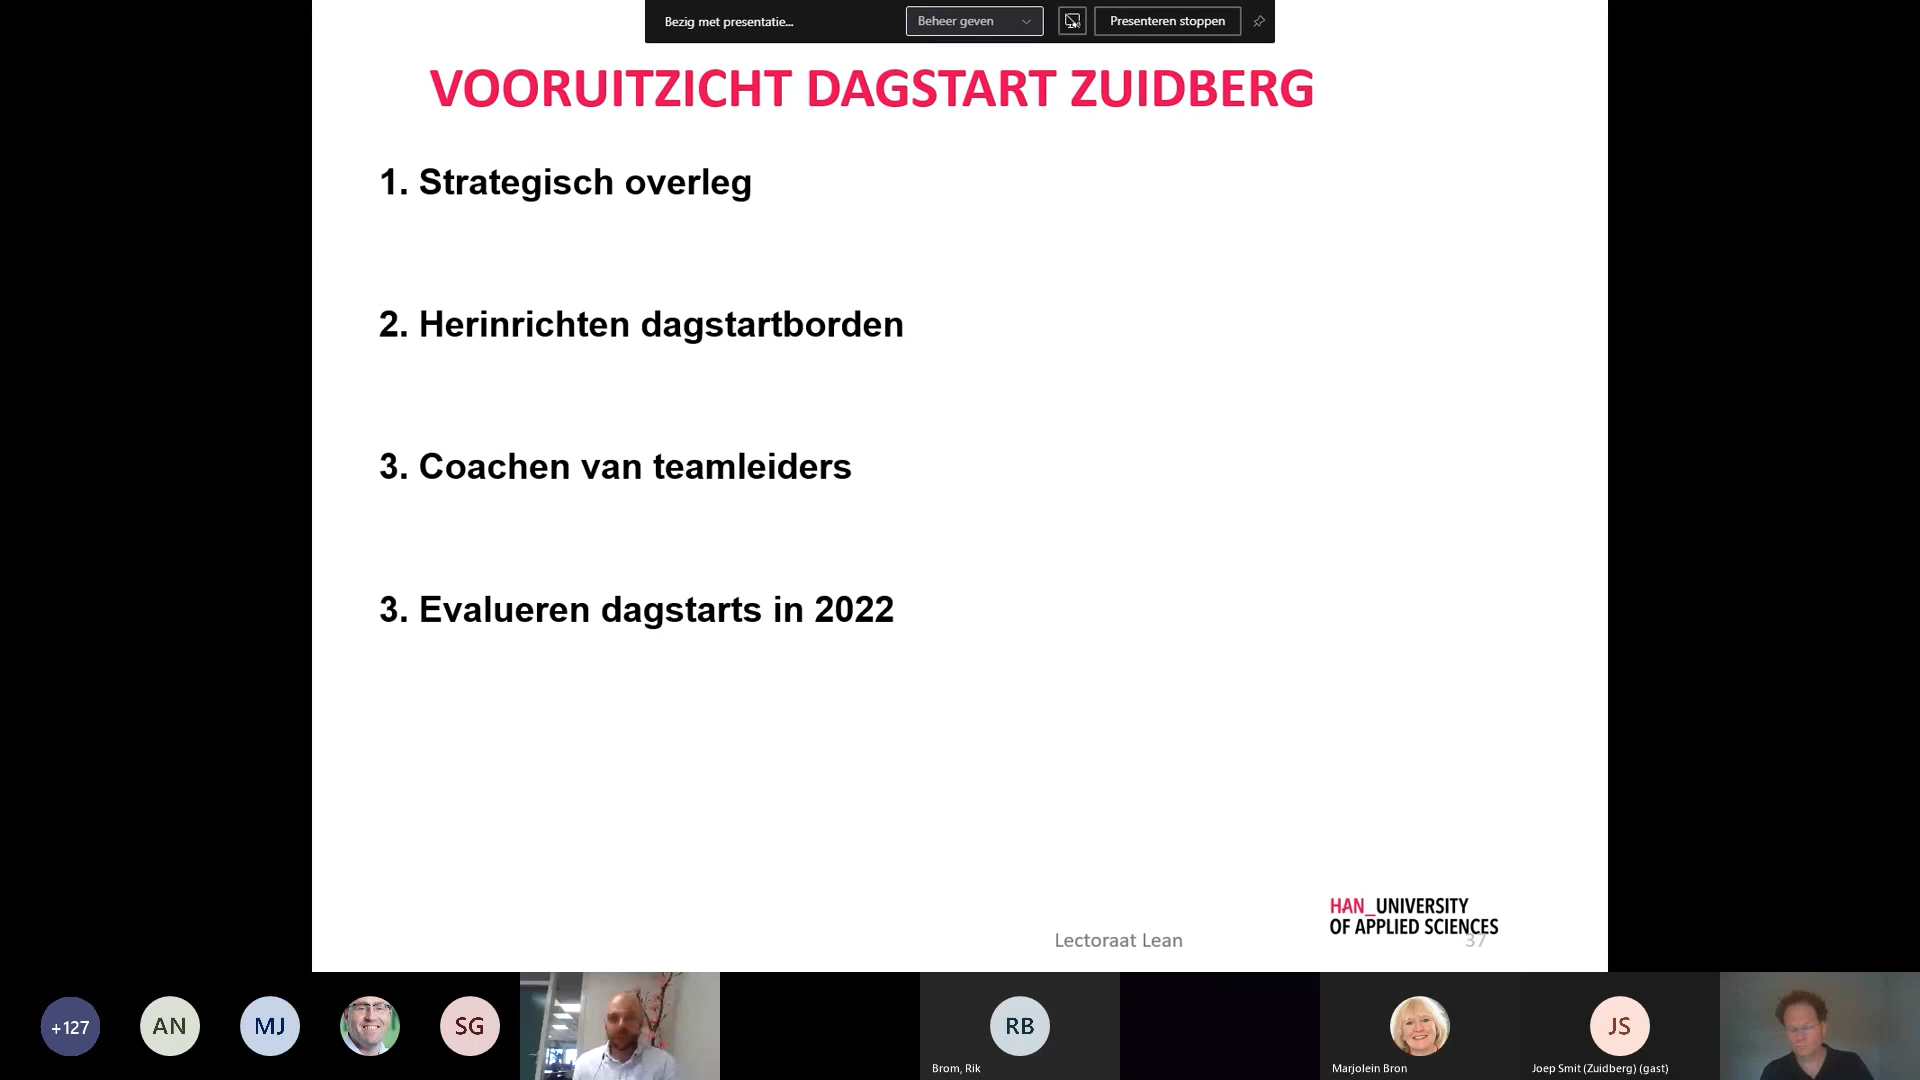 Bezig met presentatie...
Beheer geven
Presenteren stoppen
VOORUITZICHT DAGSTART ZUIDBERG
1. Strategisch overleg
2. Herinrichten dagstartborden
3. Coachen van teamleiders
3. Evalueren dagstarts in 2022
HAN_UNIVERSITY
OF APPLIED SCIENCES
Lectoraat Lean
37
+127
AN
MJ
SG
RB
JS
Brom, Rik
Marjolein Bron
Joep Smit (Zuidberg) (gast)